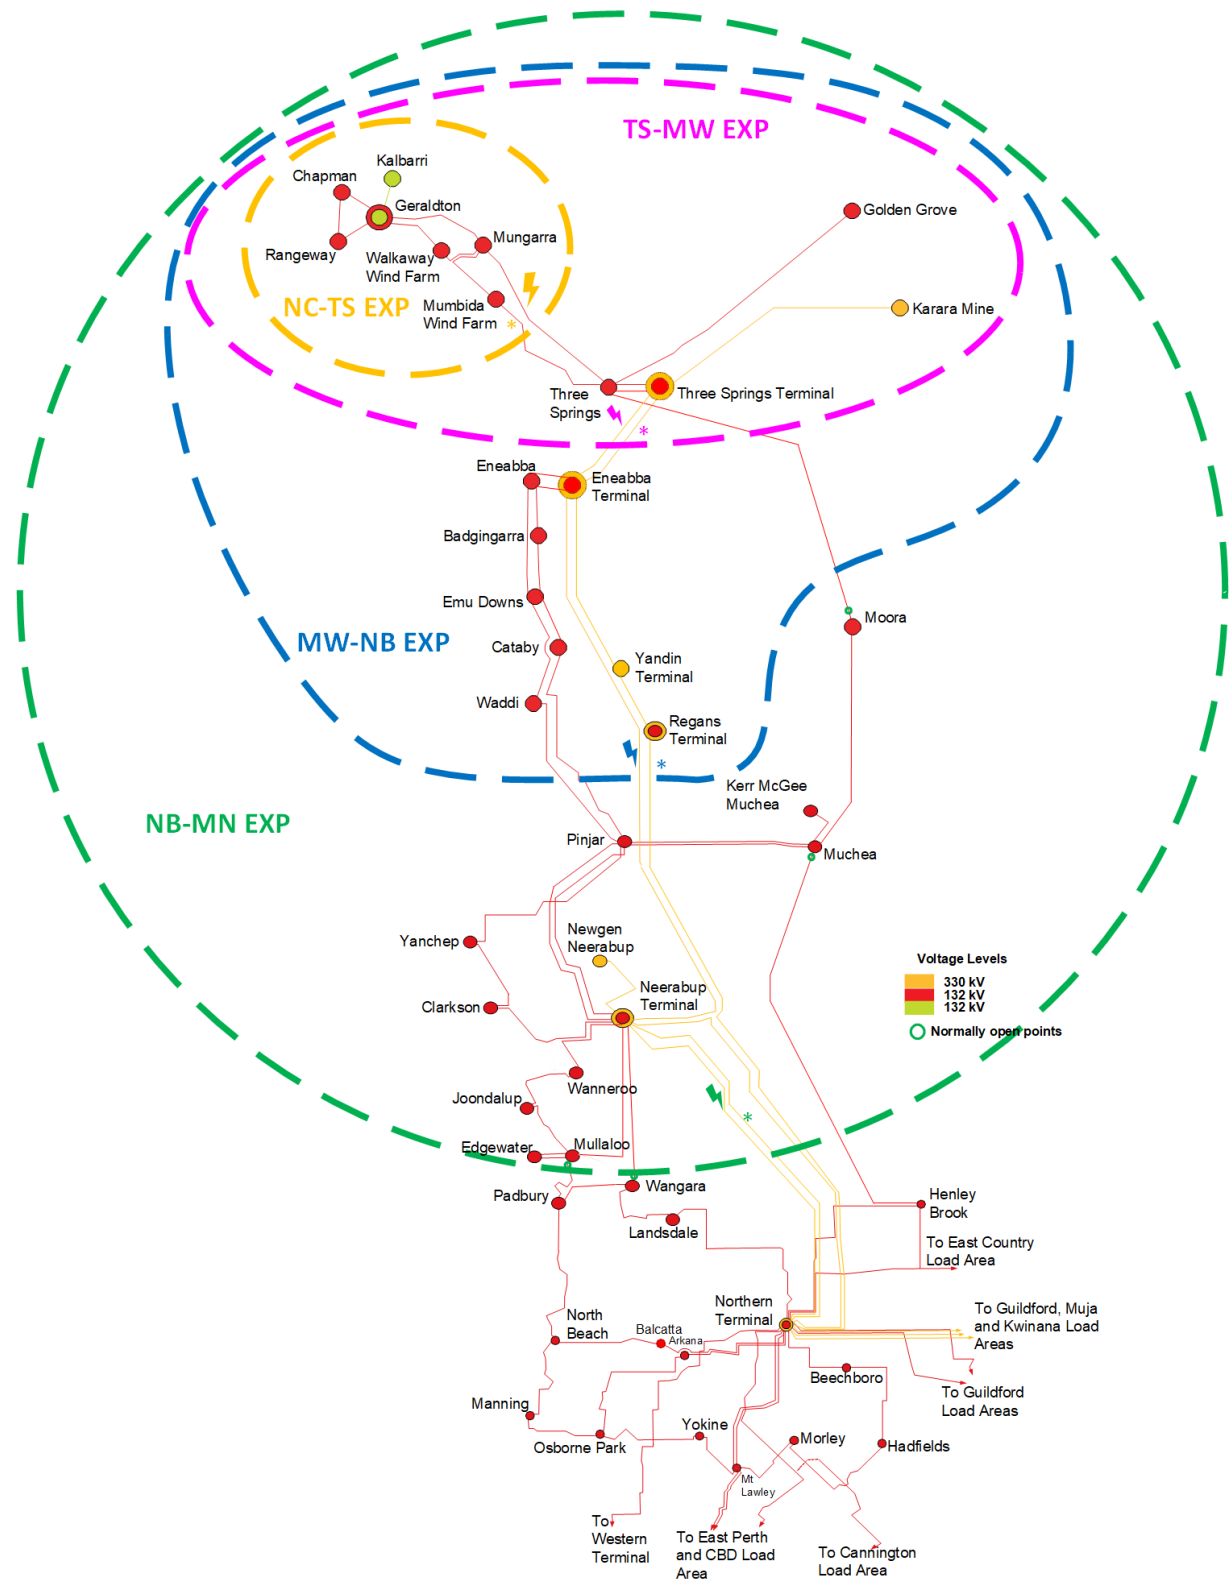 TS-MW EXP
Kalbarri
Chapman
Geraldton
Golden Grove
Mungarra
Rangeway
Walkaway
Wind Farm
NC-TS EXP
Mumbida
Wind Farm
*
Karara Mine
Three
Springs
Three Springs Terminal
*
Eneabba
Eneabba
Terminal
Badgingarra
Emu Downs
Moora
MW-NB EXP
Cataby
Yandin
Terminal
Waddi
Regans
Terminal
*
Kerr McGee
Muchea
NB-MN EXP
Pinjar
Muchea
Yanchep
Newgen
Neerabup
Voltage Levels
330 kV
132 kV
132 kV
Normally open points
Neerabup
Terminal
Clarkson
Wanneroo
Joondalup
*
Edgewater
Mullaloo
Padbury
Wangara
Henley
Brook
Landsdale
To East Country
Load Area
Northern
Terminal
To Guildford, Muja
and Kwinana Load
Areas
North
Beach
Balcatta
Arkana
Beechboro
To Guildford
Load Areas
Manning
Osborne Park
Yokine
Morley
Hadfields
Mt
Lawley
To
Western
Terminal
To East Perth
and CBD Load
Area
To Cannington
Load Area